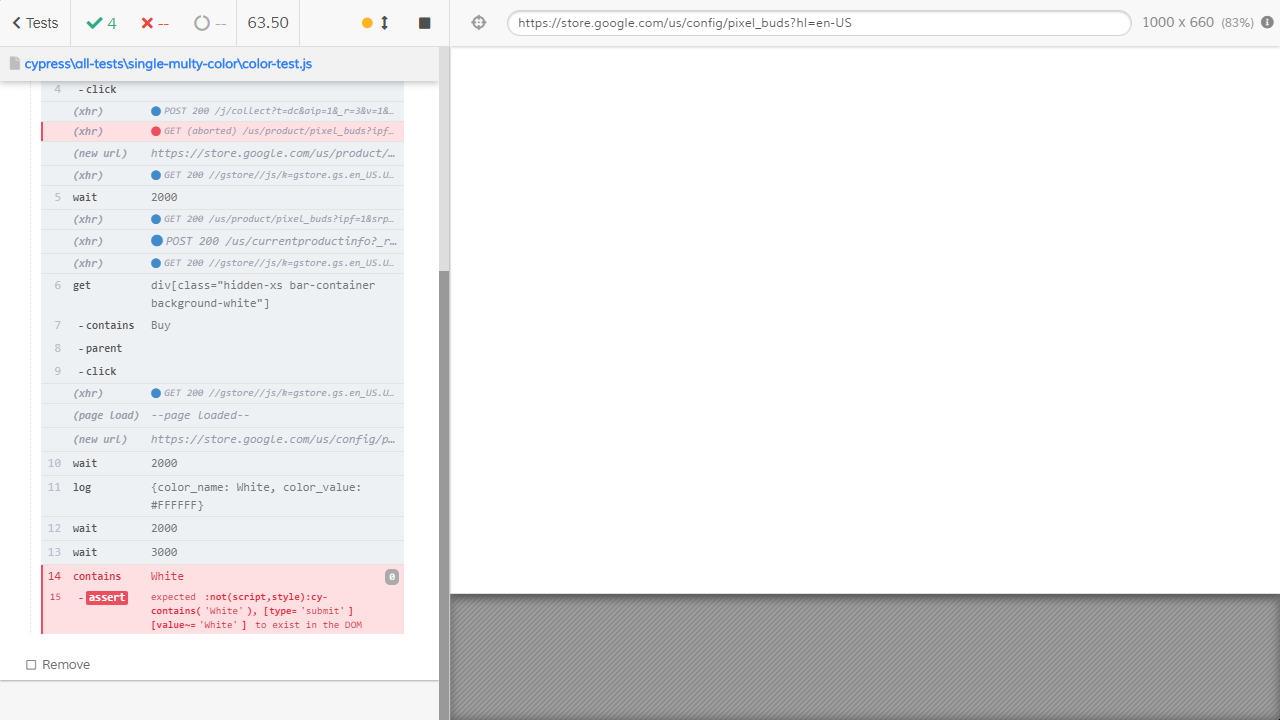 Tests 4 -- -- 63.50
https://store.google.com/us/config/pixel_buds?hl=en-US 1000 x 660 (83%)
cypress\all-tests\single-multy-color\color-test.js
4 - click
(xhr) POST 200 /j/collect?t=dc&aip=1&_r=3&v=1&…
(xhr) GET (aborted) /us/product/pixel_buds?ipf…
(new url) https://store.google.com/us/product/…
(xhr) GET 200 //gstore//js/k=gstore.gs.en_US.U…
5 wait 2000
(xhr) GET 200 /us/product/pixel_buds?ipf=1&srp…
(xhr) POST 200 /us/currentproductinfo?_r…
(xhr) GET 200 //gstore//js/k=gstore.gs.en_US.U…
6 get div[class="hidden-xs bar-container
background-white"]
7 - contains Buy
8 - parent
9 - click
(xhr) GET 200 //gstore//js/k=gstore.gs.en_US.U…
(page load) --page loaded--
(new url) https://store.google.com/us/config/p…
10 wait 2000
11 log {color_name: White, color_value:
#FFFFFF}
12 wait 2000
13 wait 3000
14 contains White 0
15 - assert expected :not(script,style):cy-
contains('White'), [type='submit']
[value~='White'] to exist in the DOM
Remove